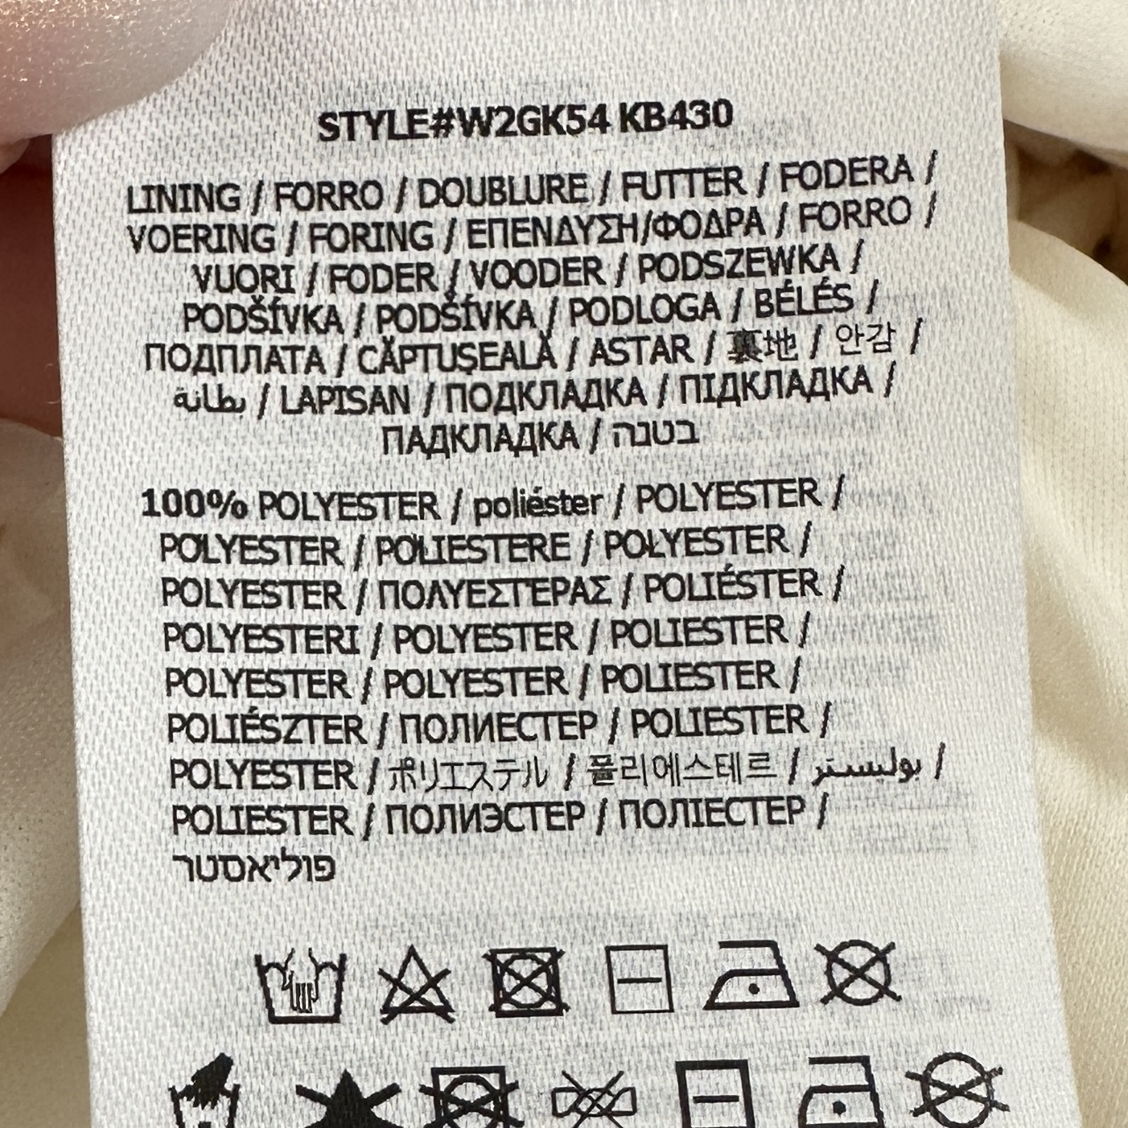 STYLE#W2GK54 KB430
LINING / FORRO / DOUBLURE / FUTTER / FODERA /
VOERING / FORING / ΕΠΕΝΔΥΣΗ/ΦΟΔΡΑ / FORRO /
VUORI / FODER / VOODER / PODSZEWKA /
PODŠÍVKA / PODŠÍVKA / PODLOGA / BÉLÉS /
ПОДПЛАТА / CĂPTUȘEALĂ / ASTAR / 裏地 / 안감 /
بطانة / LAPISAN / ПОДКЛАДКА / ПІДКЛАДКА /
ПАДКЛАДКА / בטנה
100% POLYESTER / poliéster / POLYESTER /
POLYESTER / POLIESTERE / POLYESTER /
POLYESTER / ΠΟΛΥΕΣΤΕΡΑΣ / POLIÉSTER /
POLYESTERI / POLYESTER / POLIESTER /
POLYESTER / POLYESTER / POLIESTER /
POLIÉSZTER / ПОЛИЕСТЕР / POLIESTER /
POLYESTER / ポリエステル / 폴리에스테르 / بوليستر /
POLIESTER / ПОЛИЭСТЕР / ПОЛІЕСТЕР /
פוליאסטר